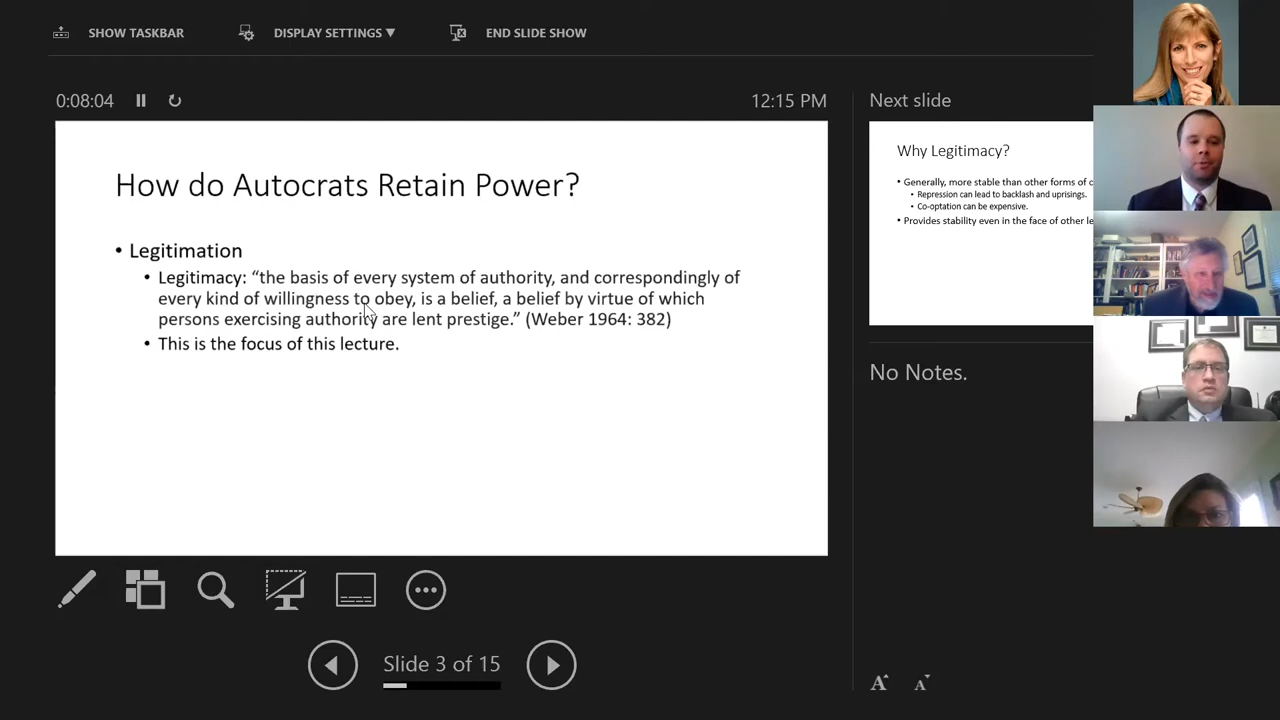 SHOW TASKBAR
DISPLAY SETTINGS ▼
END SLIDE SHOW
0:08:04
12:15 PM
How do Autocrats Retain Power?
• Legitimation
• Legitimacy: “the basis of every system of authority, and correspondingly of
every kind of willingness to obey, is a belief, a belief by virtue of which
persons exercising authority are lent prestige.” (Weber 1964: 382)
• This is the focus of this lecture.
Next slide
Why Legitimacy?
• Generally, more stable than other forms of
• Repression can lead to backlash and uprisings.
• Co-optation can be expensive.
• Provides stability even in the face of other
No Notes.
Slide 3 of 15
A A